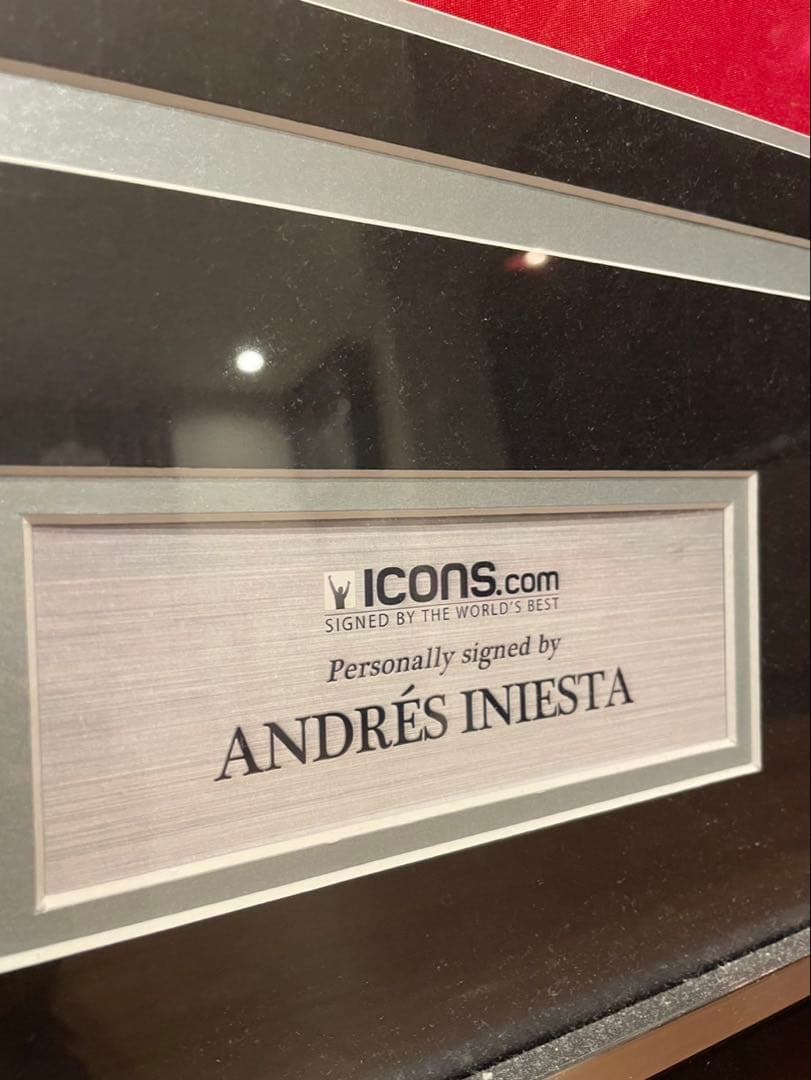 ICONS.com
SIGNED BY THE WORLD'S BEST
Personally signed by
ANDRÉS INIESTA